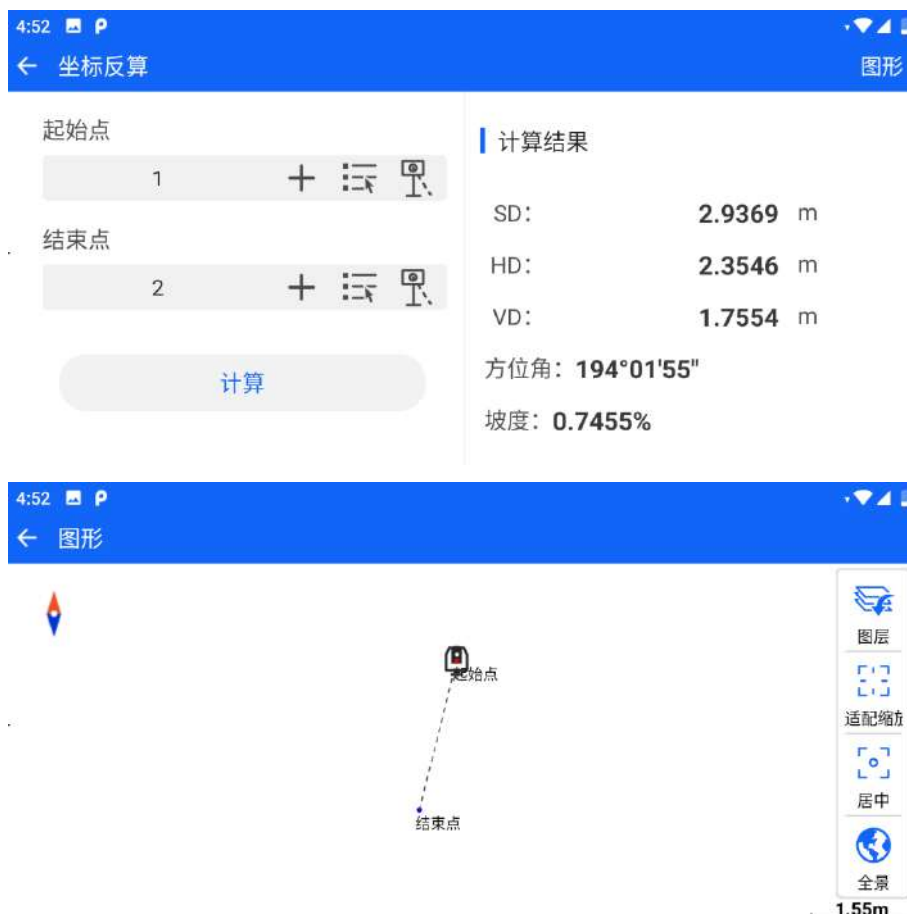 4:52
坐标反算
图形
起始点
1
结束点
2
计算
计算结果
SD: 2.9369 m
HD: 2.3546 m
VD: 1.7554 m
方位角: 194°01'55"
坡度: 0.7455%
4:52
图形
起始点
结束点
图层
适配缩放
居中
全景
1.55m